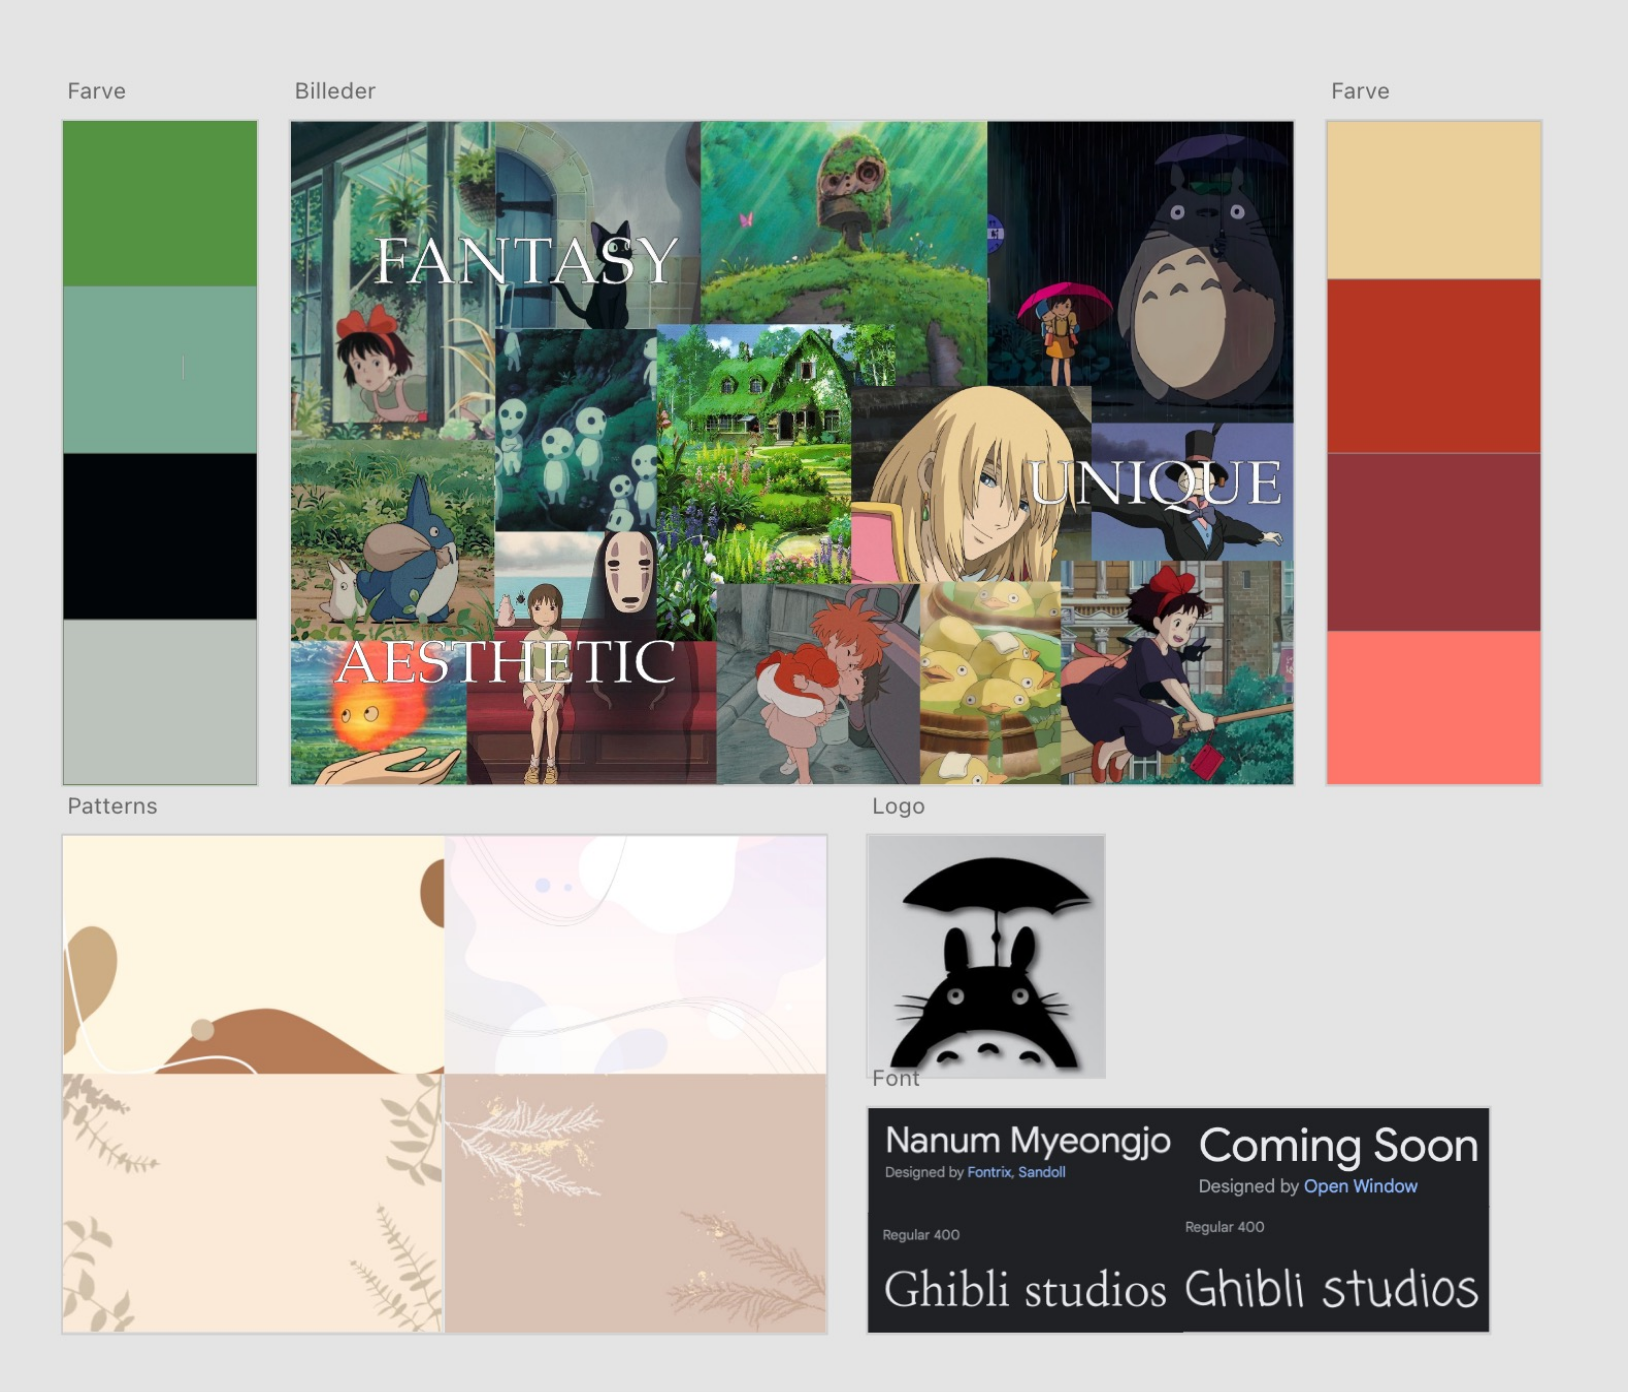 Farve
Billeder
Farve
FANTASY
UNIQUE
AESTHETIC
Patterns
Logo
Font
Nanum Myeongjo
Designed by Fontrix, Sandoll
Regular 400
Ghibli studios
Coming Soon
Designed by Open Window
Regular 400
Ghibli studios